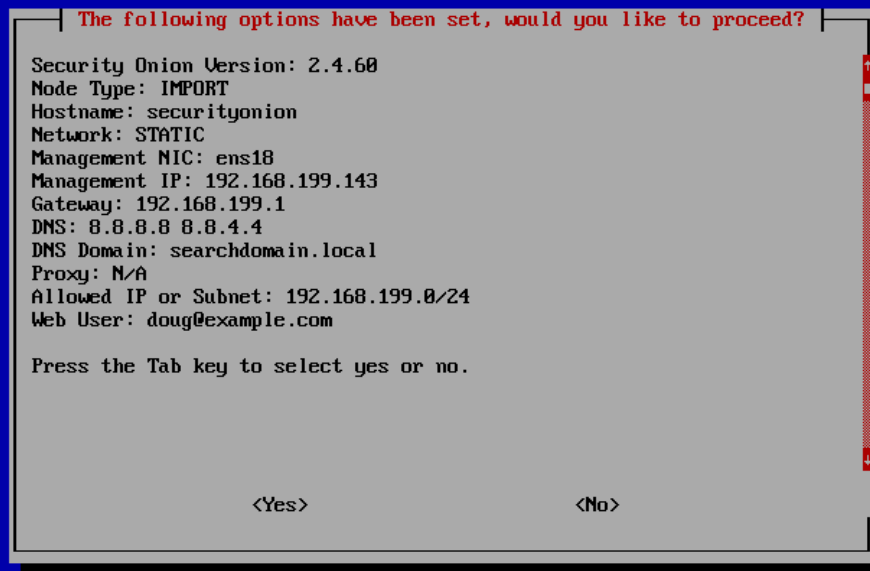 The following options have been set, would you like to proceed?
Security Onion Version: 2.4.60
Node Type: IMPORT
Hostname: securityonion
Network: STATIC
Management NIC: ens18
Management IP: 192.168.199.143
Gateway: 192.168.199.1
DNS: 8.8.8.8 8.8.4.4
DNS Domain: searchdomain.local
Proxy: N/A
Allowed IP or Subnet: 192.168.199.0/24
Web User: doug@example.com
Press the Tab key to select yes or no.
<Yes> <No>